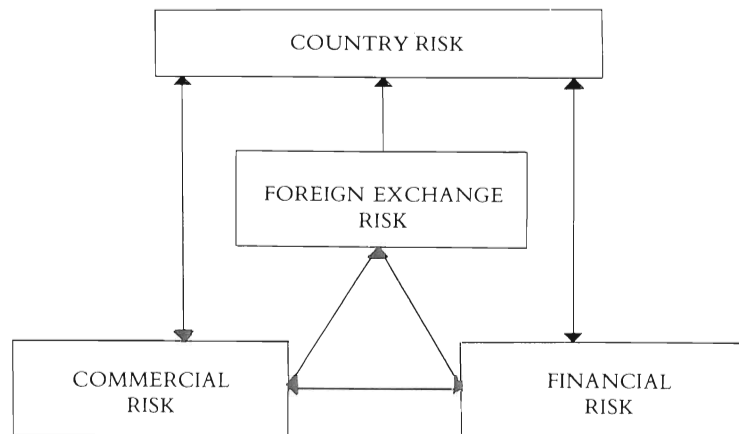 COUNTRY RISK
FOREIGN EXCHANGE
RISK
COMMERCIAL
RISK
FINANCIAL
RISK